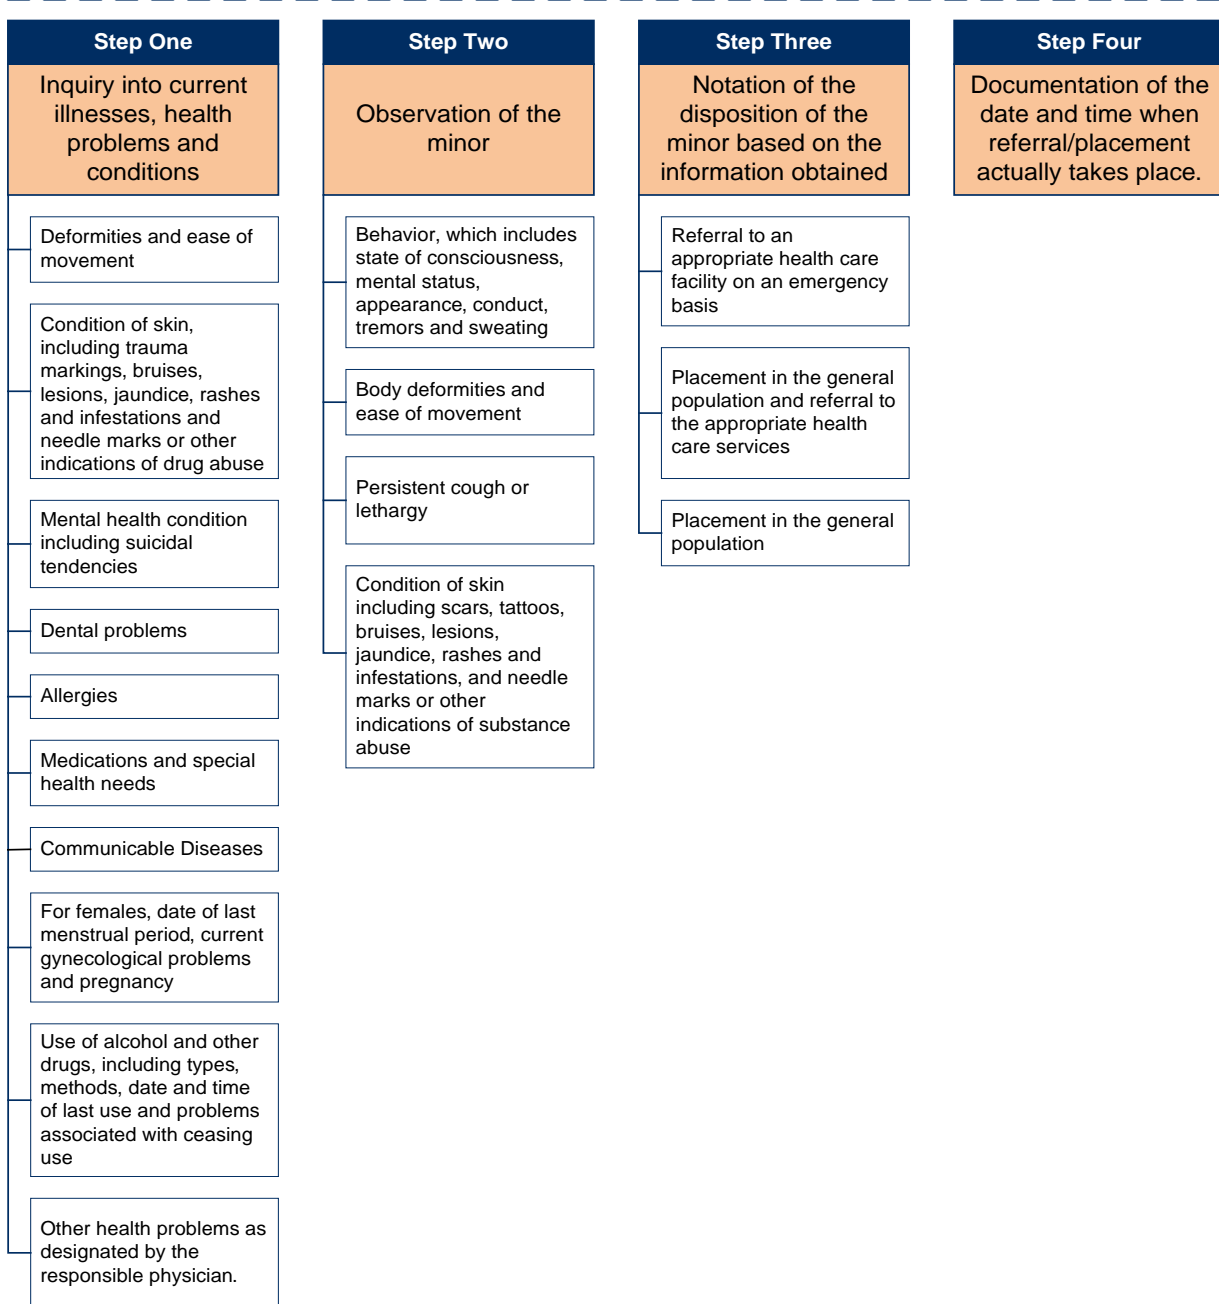 Step One
Inquiry into current
illnesses, health
problems and
conditions
Deformities and ease of
movement
Condition of skin,
including trauma
markings, bruises,
lesions, jaundice, rashes
and infestations and
needle marks or other
indications of drug abuse
Mental health condition
including suicidal
tendencies
Dental problems
Allergies
Medications and special
health needs
Communicable Diseases
For females, date of last
menstrual period, current
gynecological problems
and pregnancy
Use of alcohol and other
drugs, including types,
methods, date and time
of last use and problems
associated with ceasing
use
Other health problems as
designated by the
responsible physician.
Step Two
Observation of the
minor
Behavior, which includes
state of consciousness,
mental status,
appearance, conduct,
tremors and sweating
Body deformities and
ease of movement
Persistent cough or
lethargy
Condition of skin
including scars, tattoos,
bruises, lesions,
jaundice, rashes and
infestations, and needle
marks or other
indications of substance
abuse
Step Three
Notation of the
disposition of the
minor based on the
information obtained
Referral to an
appropriate health care
facility on an emergency
basis
Placement in the general
population and referral to
the appropriate health
care services
Placement in the general
population
Step Four
Documentation of the
date and time when
referral/placement
actually takes place.